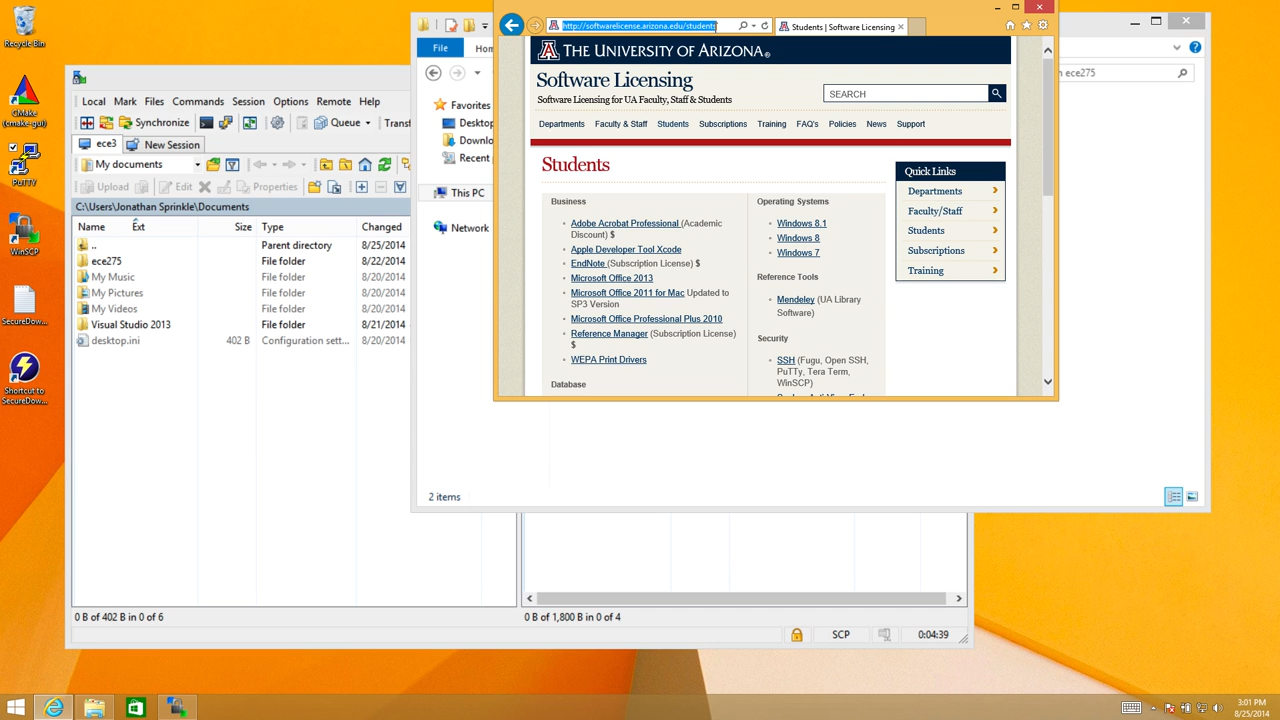 Recycle Bin
CMake
(cmake-gui)
PuTTY
WinSCP
SecureDow...
Shortcut to
SecureDow...
Local Mark Files Commands Session Options Remote Help
Synchronize
Queue
Transf
ece3
New Session
My documents
Upload
Edit
Properties
C:\Users\Jonathan Sprinkle\Documents
Name Ext Size Type Changed
.. Parent directory 8/25/2014
ece275 File folder 8/22/2014
My Music File folder 8/20/2014
My Pictures File folder 8/20/2014
My Videos File folder 8/20/2014
Visual Studio 2013 File folder 8/21/2014
desktop.ini 402 B Configuration sett... 8/20/2014
0 B of 402 B in 0 of 6
0 B of 1,800 B in 0 of 4
SCP
0:04:39
File
Hom
Favorites
Desktop
Downlo
Recent
This PC
Network
h ece275
2 items
http://softwarelicense.arizona.edu/students
Students | Software Licensing
THE UNIVERSITY OF ARIZONA®
Software Licensing
Software Licensing for UA Faculty, Staff & Students
SEARCH
Departments Faculty & Staff Students Subscriptions Training FAQ's Policies News Support
Students
Business
Adobe Acrobat Professional (Academic
Discount) $
Apple Developer Tool Xcode
EndNote (Subscription License) $
Microsoft Office 2013
Microsoft Office 2011 for Mac Updated to
SP3 Version
Microsoft Office Professional Plus 2010
Reference Manager (Subscription License)
$
WEPA Print Drivers
Database
Operating Systems
Windows 8.1
Windows 8
Windows 7
Reference Tools
Mendeley (UA Library
Software)
Security
SSH (Fugu, Open SSH,
PuTTy, Tera Term,
WinSCP)
Quick Links
Departments
Faculty/Staff
Students
Subscriptions
Training
3:01 PM
8/25/2014